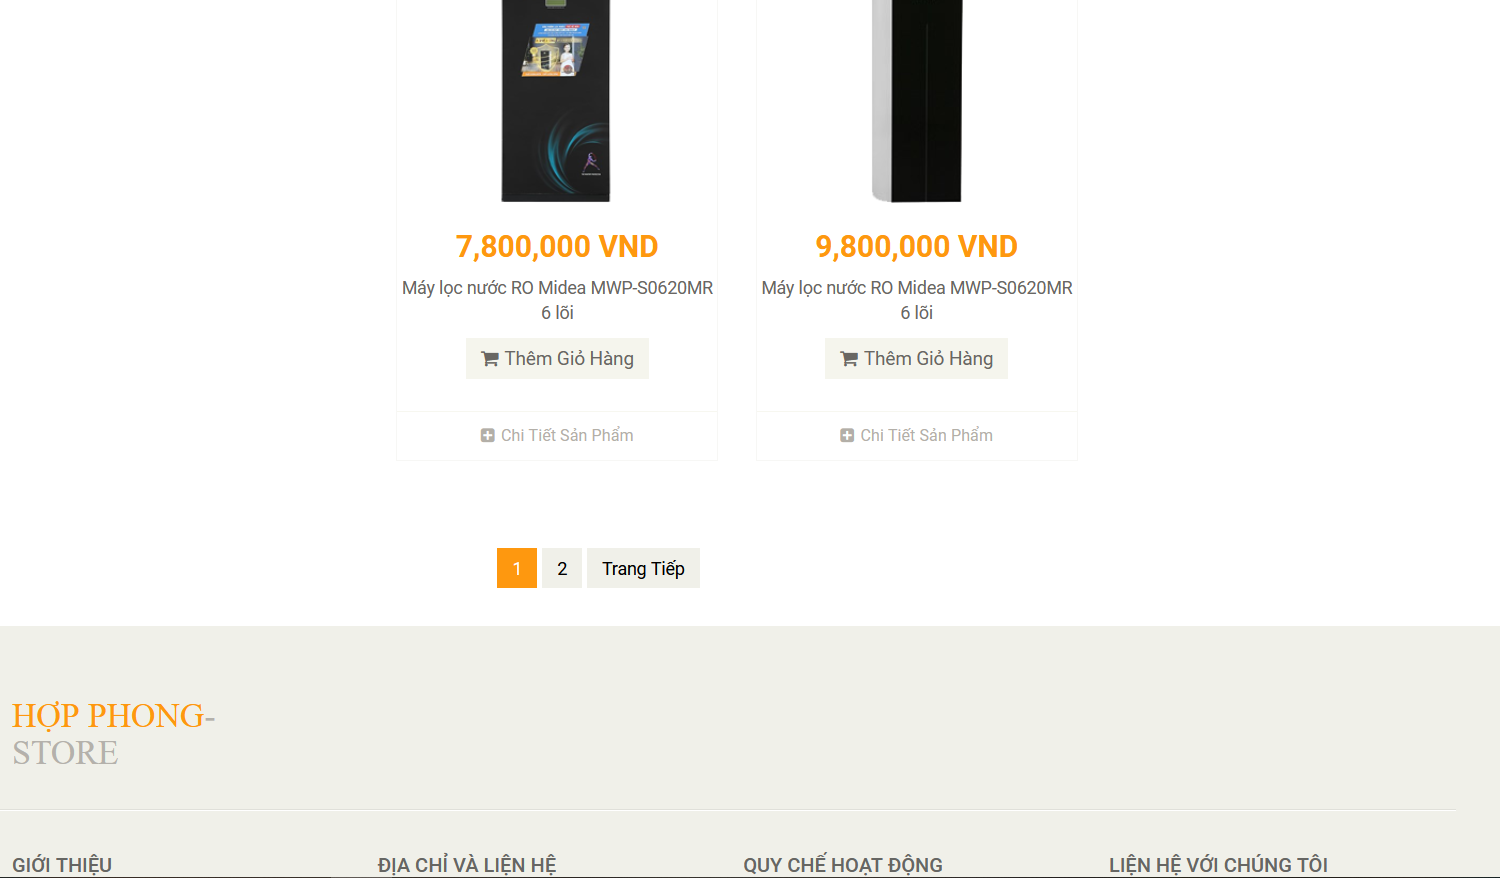 7,800,000 VND
9,800,000 VND
Máy lọc nước RO Midea MWP-S0620MR
6 lõi
Máy lọc nước RO Midea MWP-S0620MR
6 lõi
Thêm Giỏ Hàng
Thêm Giỏ Hàng
Chi Tiết Sản Phẩm
Chi Tiết Sản Phẩm
1
2
Trang Tiếp
HỢP PHONG-
STORE
GIỚI THIỆU
ĐỊA CHỈ VÀ LIÊN HỆ
QUY CHẾ HOẠT ĐỘNG
LIÊN HỆ VỚI CHÚNG TÔI